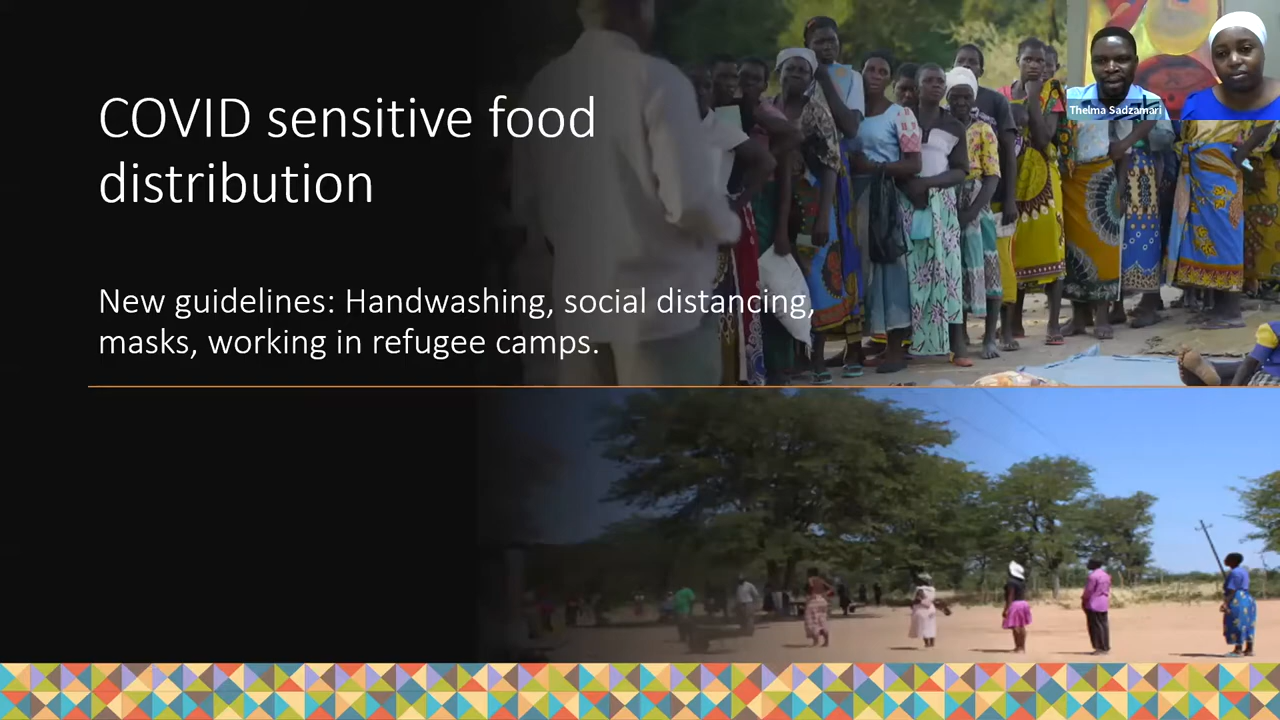 COVID sensitive food
distribution
New guidelines: Handwashing, social distancing,
masks, working in refugee camps.
Thelma Sadzamari